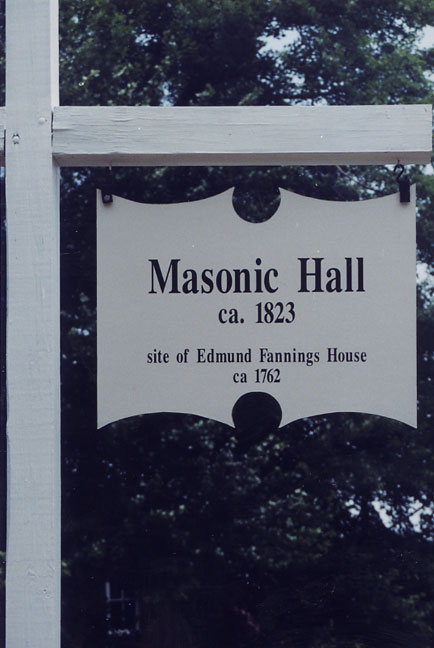 Masonic Hall
ca. 1823
site of Edmund Fannings House
ca 1762